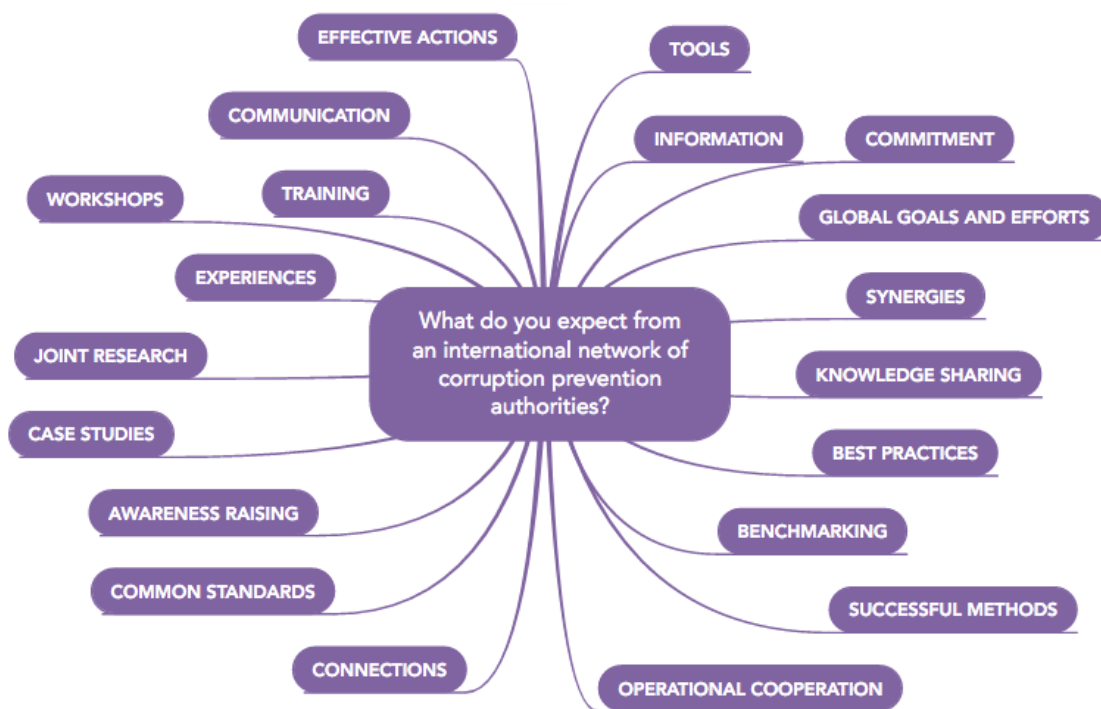 EFFECTIVE ACTIONS
TOOLS
COMMUNICATION
INFORMATION
COMMITMENT
WORKSHOPS
TRAINING
GLOBAL GOALS AND EFFORTS
EXPERIENCES
SYNERGIES
What do you expect from
an international network of
corruption prevention
authorities?
JOINT RESEARCH
KNOWLEDGE SHARING
CASE STUDIES
BEST PRACTICES
AWARENESS RAISING
BENCHMARKING
COMMON STANDARDS
SUCCESSFUL METHODS
CONNECTIONS
OPERATIONAL COOPERATION